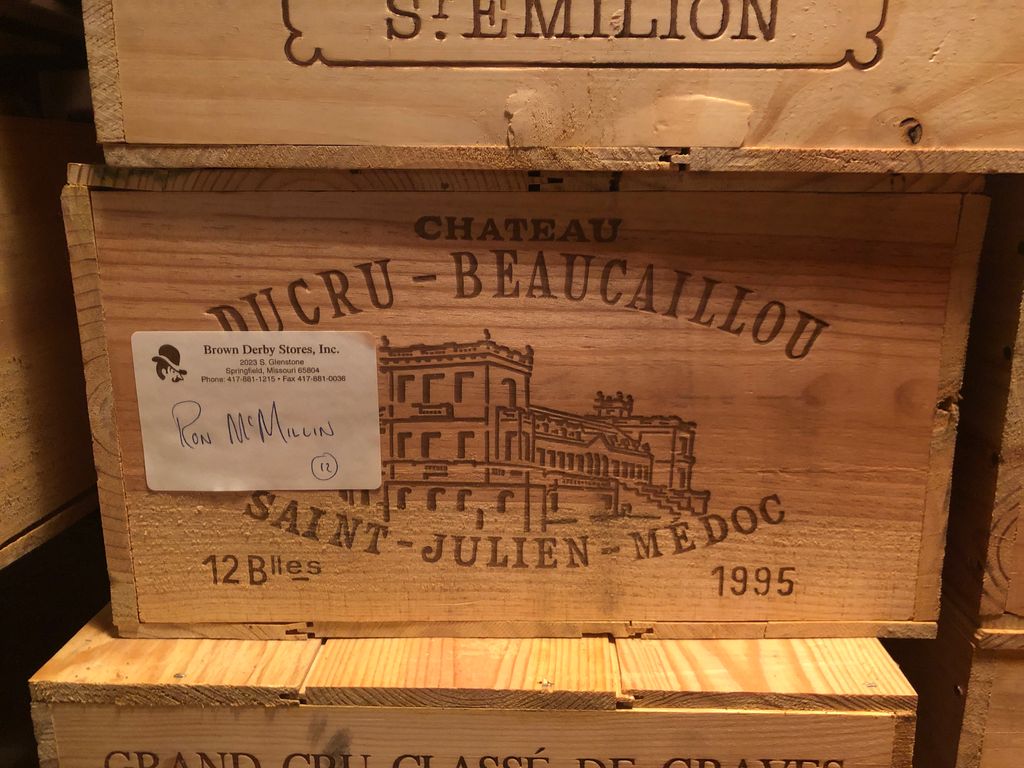 St. EMILION
CHATEAU
DUCRU-BEAUCAILLOU
Brown Derby Stores, Inc.
2023 S. Glenstone
Springfield, Missouri 65804
Phone: 417-881-1215 • Fax 417-881-0036
RON McMILLIN
12
SAINT-JULIEN-MÉDOC
12 Blles
1995
GRAND CRU CLASSÉ DE GRAVES